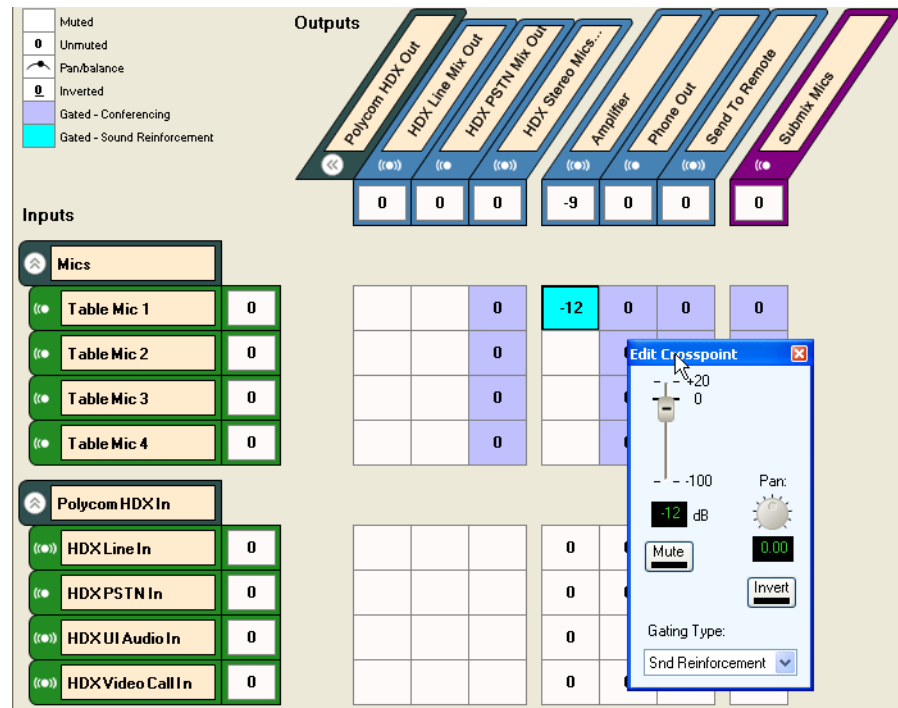 Muted
0 Unmuted
Pan/balance
0 Inverted
Gated - Conferencing
Gated - Sound Reinforcement
Outputs
Polycom HDX Out
HDX Line Mix Out
HDX PSTN Mix Out
HDX Stereo Mics...
Amplifier
Phone Out
Send To Remote
Submix Mics
0 0 0 -9 0 0 0
Inputs
Mics
Table Mic 1 0 0 -12 0 0 0
Table Mic 2 0 0
Table Mic 3 0 0
Table Mic 4 0 0
Polycom HDX In
HDX Line In 0 0
HDX PSTN In 0 0
HDX UI Audio In 0 0
HDX Video Call In 0 0
Edit Crosspoint
+20
0
-100
Pan:
-12 dB
0.00
Mute
Invert
Gating Type:
Snd Reinforcement